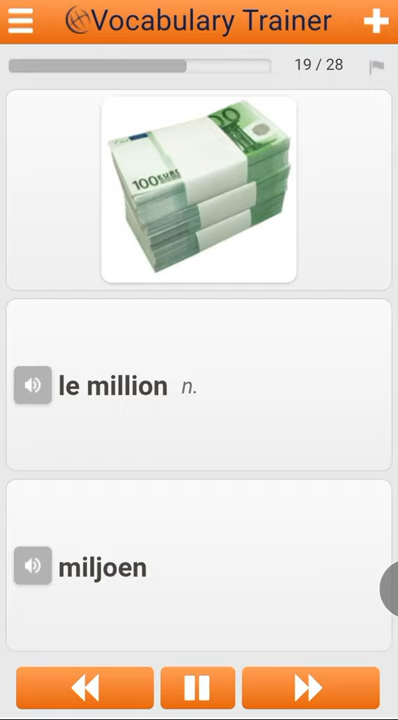 Vocabulary Trainer
19 / 28
100 EURO
le million n.
miljoen